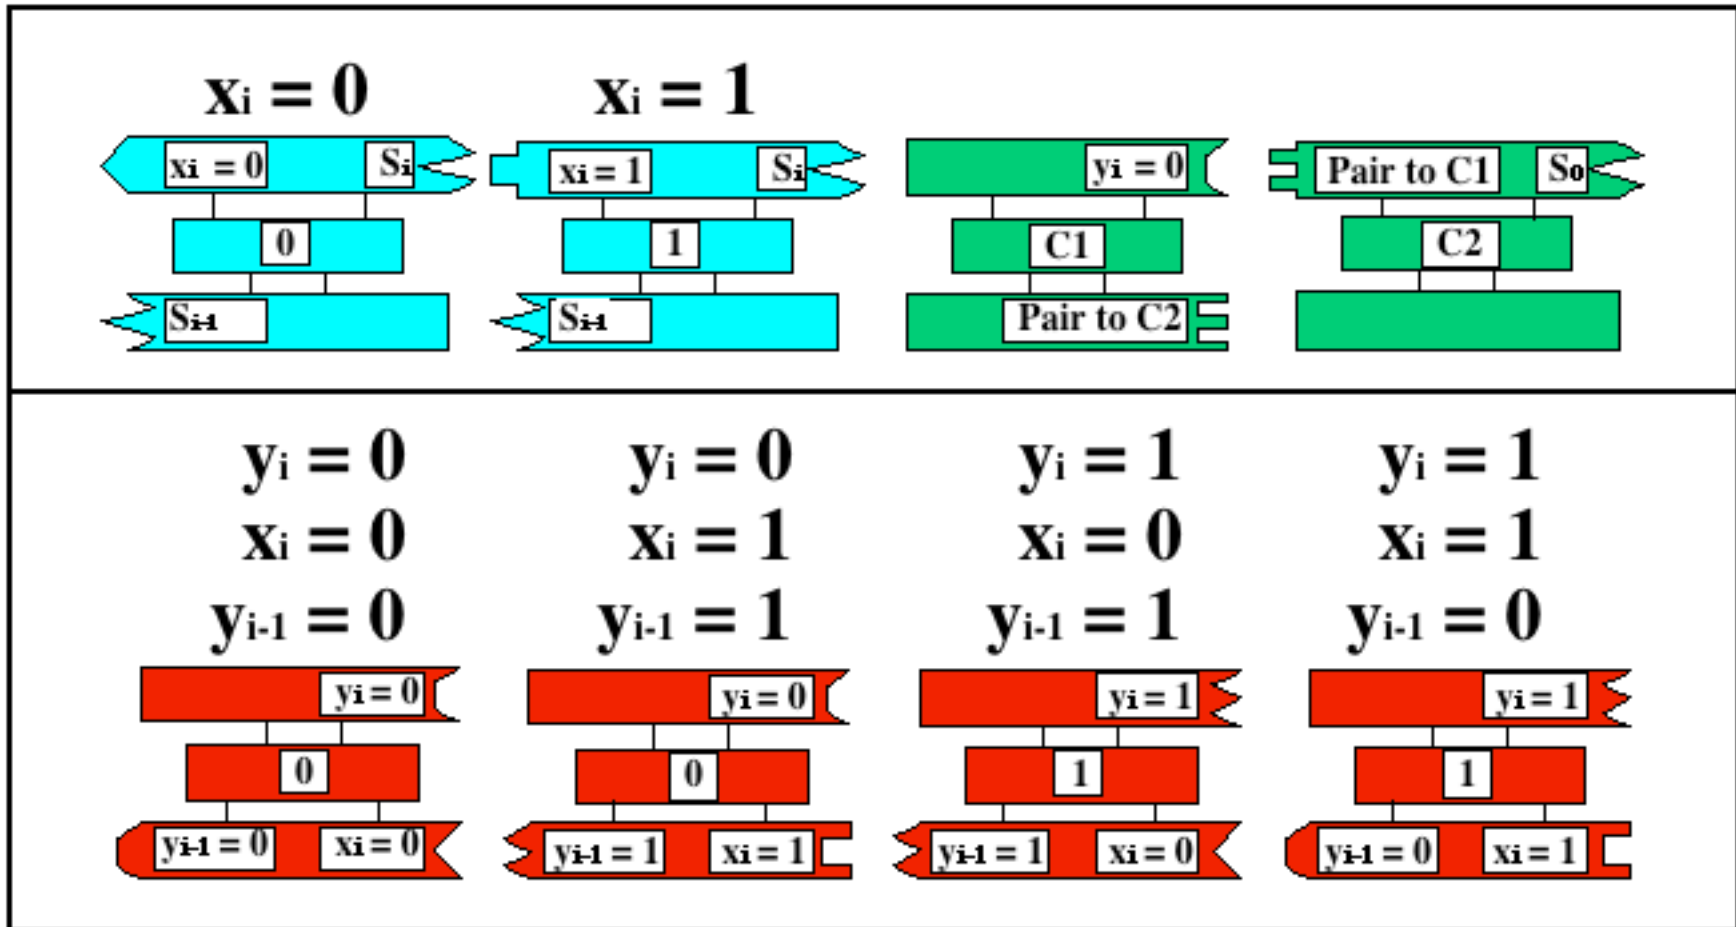 xi = 0
xi = 1
xi = 0 Si
xi = 1 Si
yi = 0
Pair to C1 S0
0
1
C1
C2
Si-1
Si-1
Pair to C2
yi = 0
yi = 0
yi = 1
yi = 1
xi = 0
xi = 1
xi = 0
xi = 1
yi-1 = 0
yi-1 = 1
yi-1 = 1
yi-1 = 0
yi = 0
yi = 0
yi = 1
yi = 1
0
0
1
1
yi-1 = 0 xi = 0
yi-1 = 1 xi = 1
yi-1 = 1 xi = 0
yi-1 = 0 xi = 1